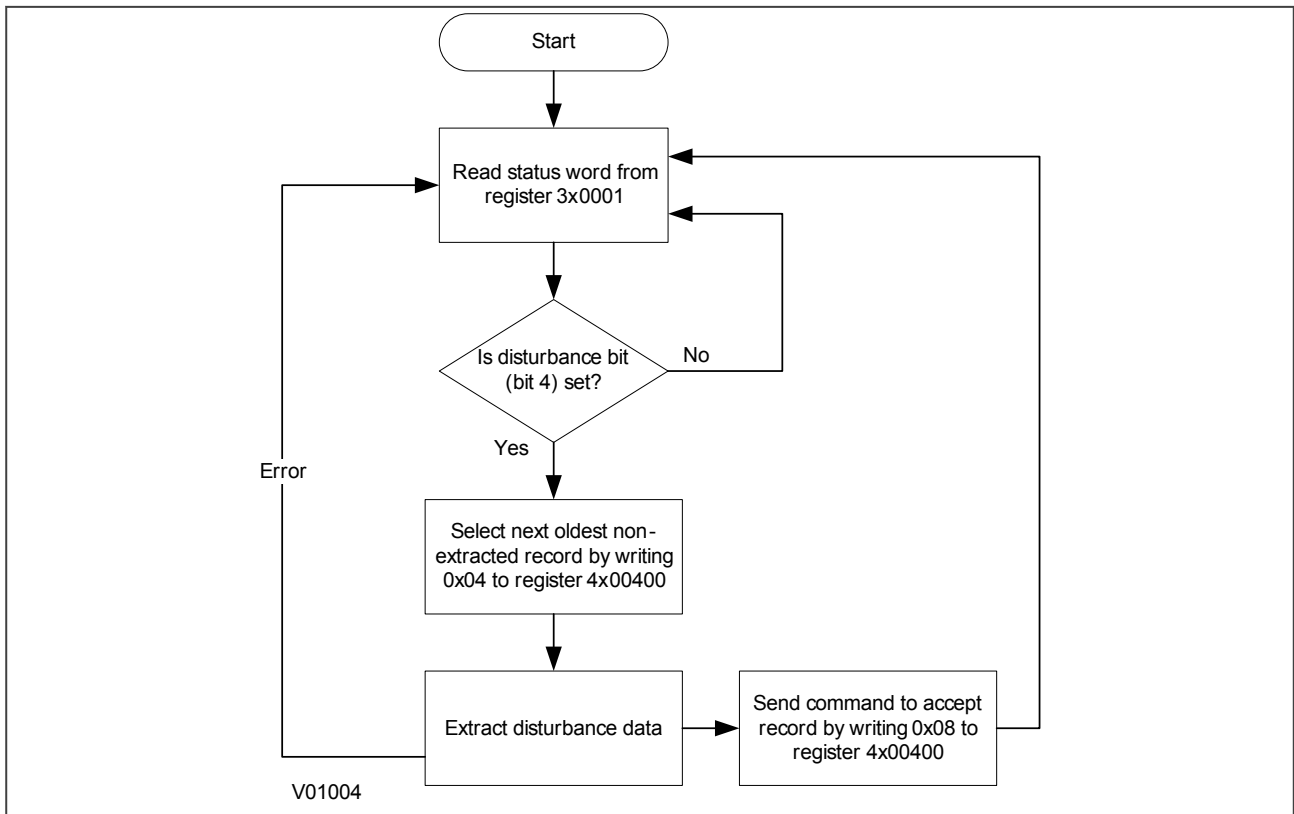 Start
Read status word from
register 3x0001
Is disturbance bit
(bit 4) set?
No
Yes
Error
Select next oldest non-
extracted record by writing
0x04 to register 4x00400
Extract disturbance data
Send command to accept
record by writing 0x08 to
register 4x00400
V01004